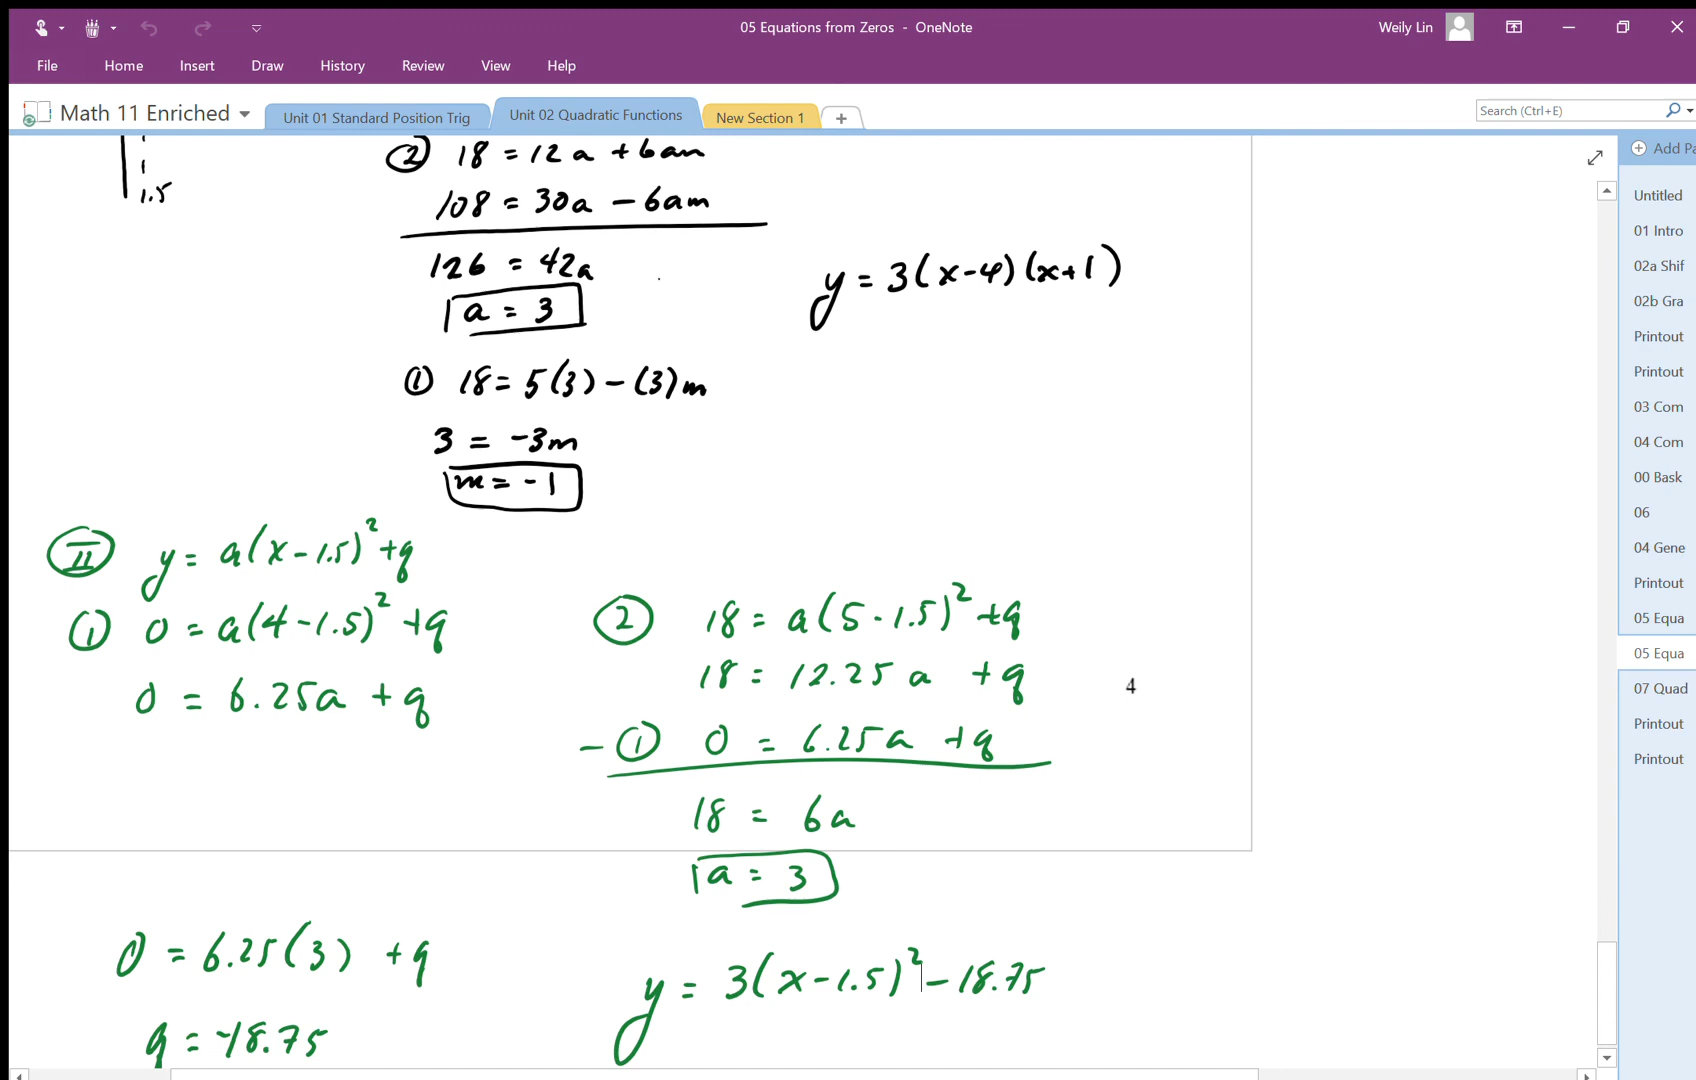 05 Equations from Zeros - OneNote
Weily Lin
File Home Insert Draw History Review View Help
Math 11 Enriched
Unit 01 Standard Position Trig
Unit 02 Quadratic Functions
New Section 1
+
Search (Ctrl+E)
Add Pa
Untitled
01 Intro
02a Shif
02b Gra
Printout
Printout
03 Com
04 Com
00 Bask
06
04 Gene
Printout
05 Equa
05 Equa
07 Quad
Printout
Printout
1.5
② 18 = 12a + 6am
108 = 30a - 6am
126 = 42a
a = 3
① 18 = 5(3) - (3)m
3 = -3m
m = -1
y = 3(x-4)(x+1)
II y = a(x-1.5)² + q
① 0 = a(4-1.5)² + q
0 = 6.25a + q
② 18 = a(5-1.5)² + q
18 = 12.25a + q
- ① 0 = 6.25a + q
18 = 6a
a = 3
4
0 = 6.25(3) + q
q = -18.75
y = 3(x-1.5)² - 18.75